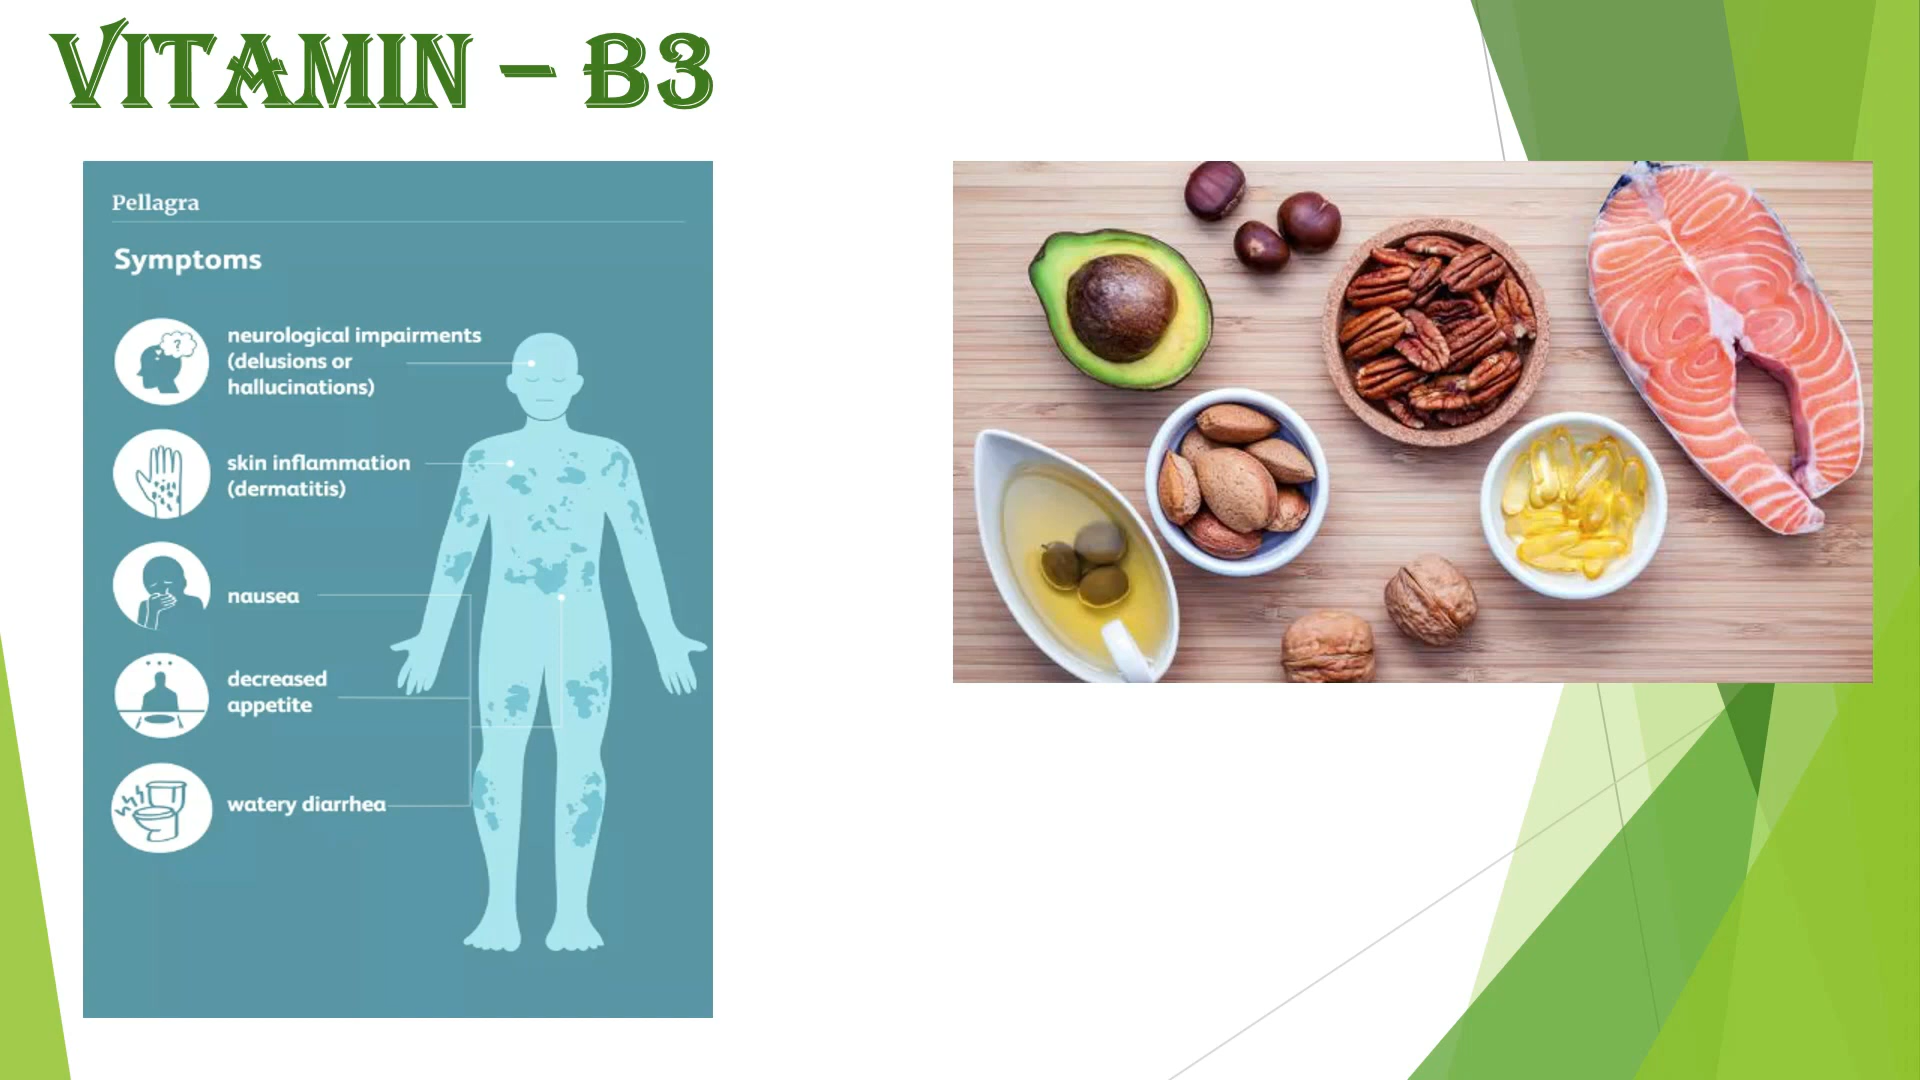 VITAMIN – B3
Pellagra
Symptoms
neurological impairments
(delusions or
hallucinations)
skin inflammation
(dermatitis)
nausea
decreased
appetite
watery diarrhea
?